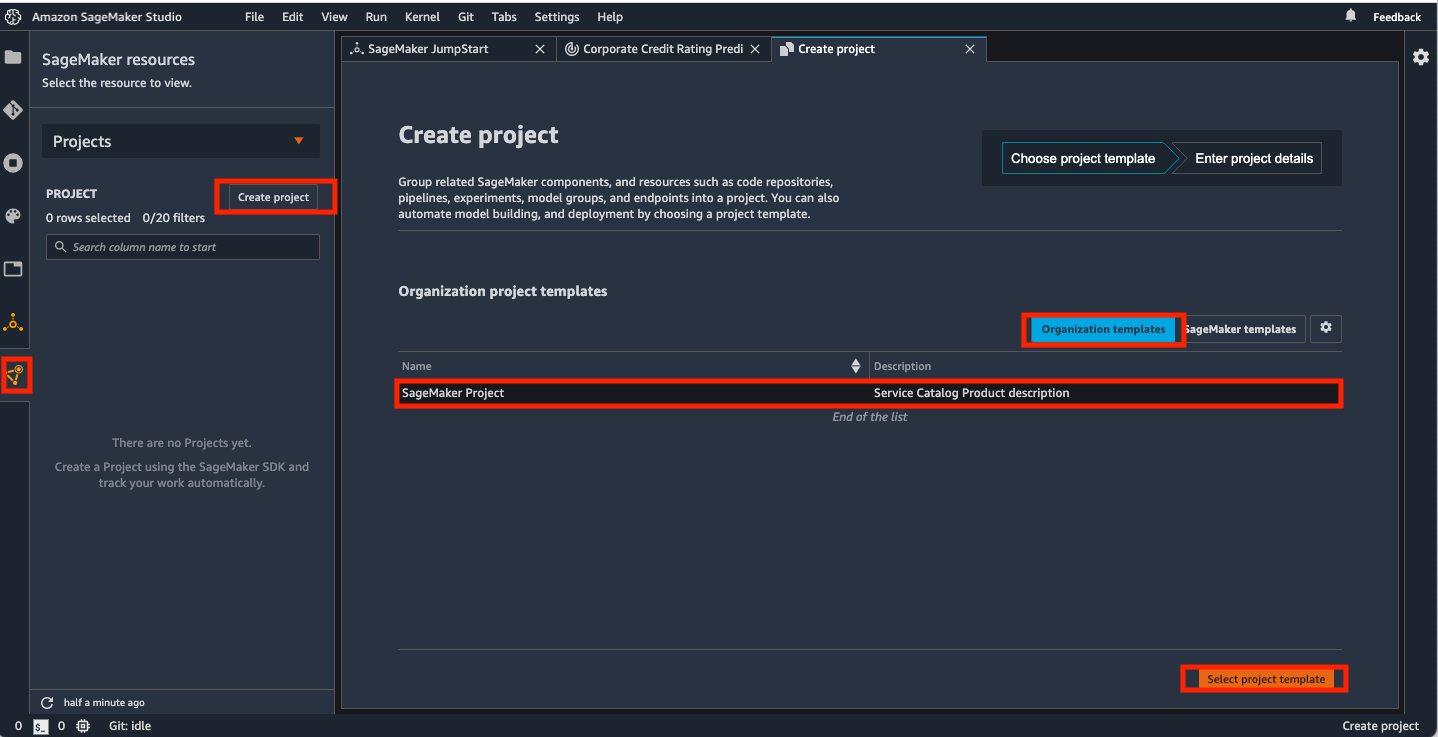 Amazon SageMaker Studio File Edit View Run Kernel Git Tabs Settings Help Feedback
SageMaker resources
Select the resource to view.
Projects
PROJECT
Create project
0 rows selected 0/20 filters
Search column name to start
There are no Projects yet.
Create a Project using the SageMaker SDK and
track your work automatically.
half a minute ago
SageMaker JumpStart Corporate Credit Rating Predi Create project
Create project
Choose project template Enter project details
Group related SageMaker components, and resources such as code repositories,
pipelines, experiments, model groups, and endpoints into a project. You can also
automate model building, and deployment by choosing a project template.
Organization project templates
Organization templates SageMaker templates
Name Description
SageMaker Project Service Catalog Product description
End of the list
Select project template
0 $_ 0 Git: idle Create project